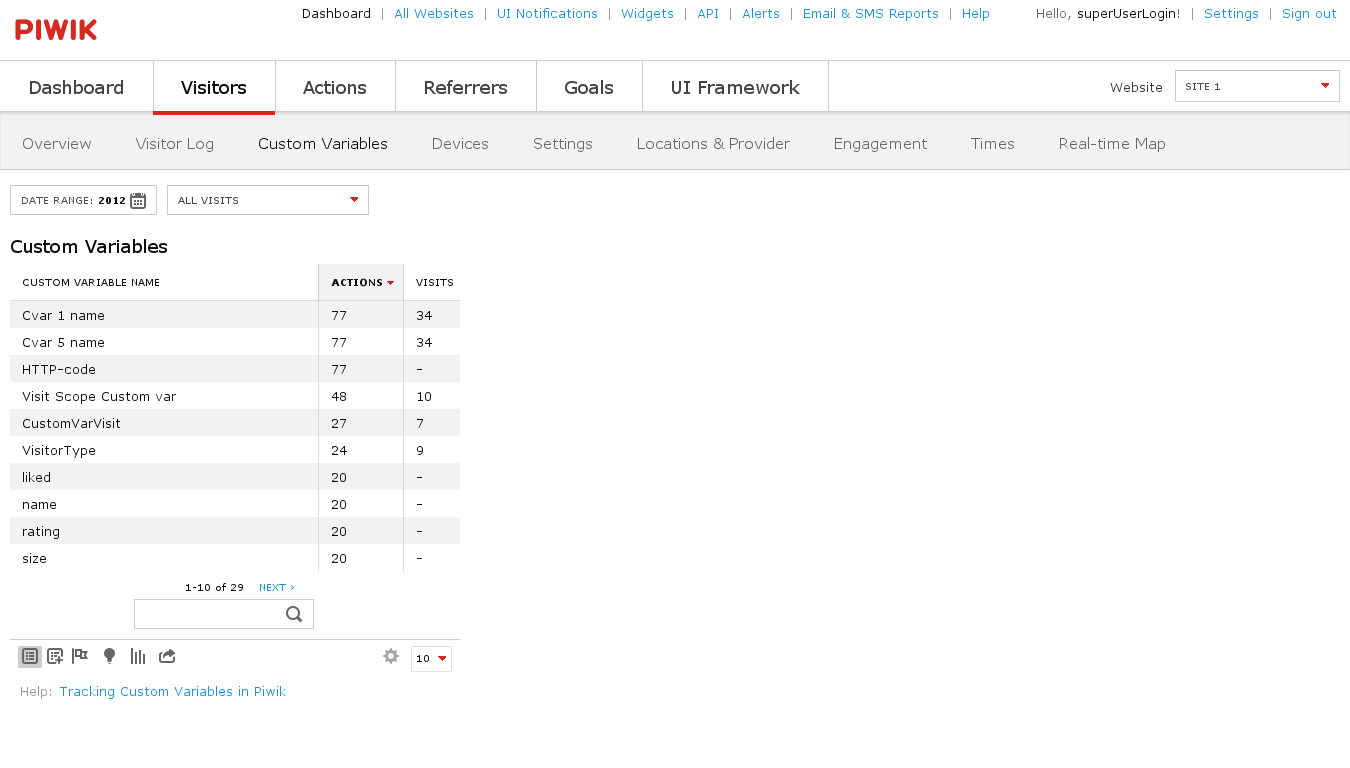 PIWIK
Dashboard | All Websites | UI Notifications | Widgets | API | Alerts | Email & SMS Reports | Help
Hello, superUserLogin! | Settings | Sign out
Dashboard Visitors Actions Referrers Goals UI Framework
Website SITE 1
Overview Visitor Log Custom Variables Devices Settings Locations & Provider Engagement Times Real-time Map
DATE RANGE: 2012 ALL VISITS
Custom Variables
CUSTOM VARIABLE NAME ACTIONS VISITS
Cvar 1 name 77 34
Cvar 5 name 77 34
HTTP-code 77 -
Visit Scope Custom var 48 10
CustomVarVisit 27 7
VisitorType 24 9
liked 20 -
name 20 -
rating 20 -
size 20 -
1-10 of 29 NEXT ›
10
Help: Tracking Custom Variables in Piwik